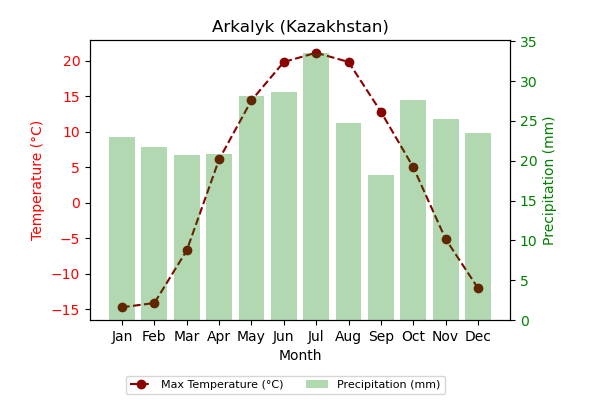 Arkalyk (Kazakhstan)
Temperature (°C)
20
15
10
5
0
−5
−10
−15
35
30
25
20
15
10
5
0
Precipitation (mm)
Jan Feb Mar Apr May Jun Jul Aug Sep Oct Nov Dec
Month
Max Temperature (°C) Precipitation (mm)